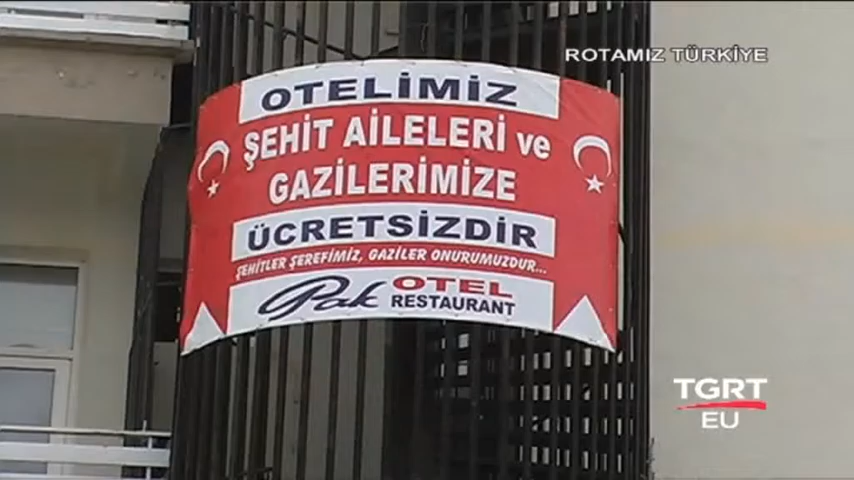 ROTAMIZ TÜRKİYE
OTELİMİZ
ŞEHİT AİLELERİ ve
GAZİLERİMİZE
ÜCRETSİZDİR
ŞEHİTLER ŞEREFİMİZ, GAZİLER ONURUMUZDUR...
Pak OTEL
RESTAURANT
TGRT
EU